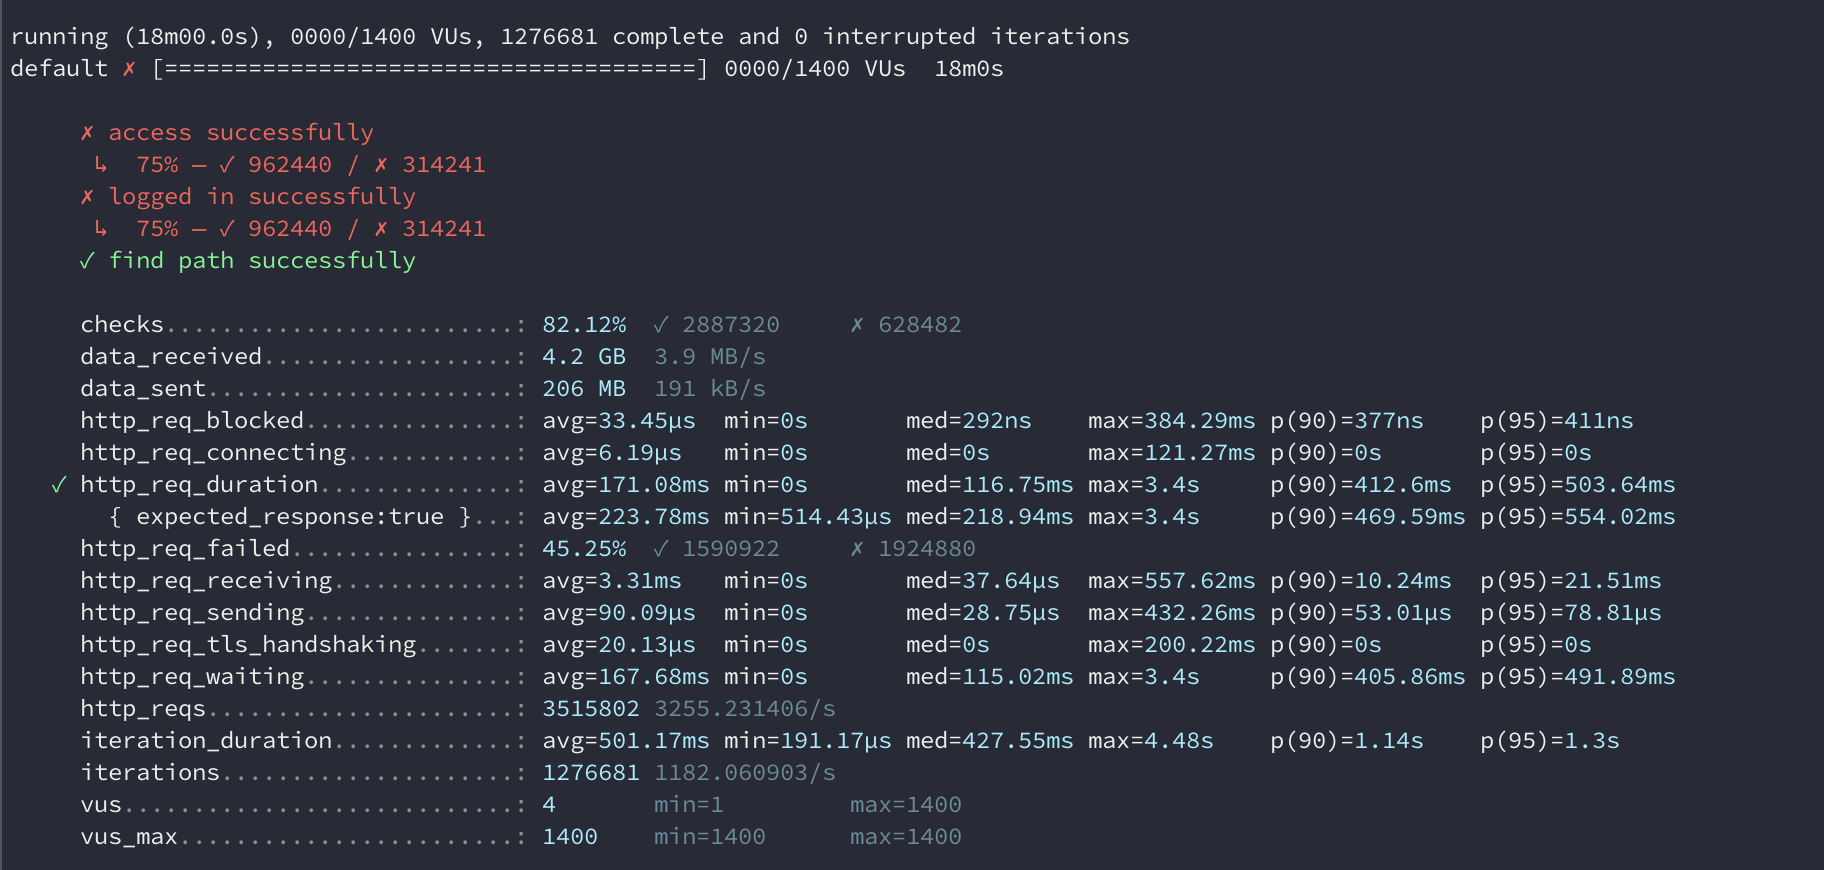 running (18m00.0s), 0000/1400 VUs, 1276681 complete and 0 interrupted iterations
default ✗ [======================================] 0000/1400 VUs  18m0s
✗ access successfully
↳  75% — ✓ 962440 / ✗ 314241
✗ logged in successfully
↳  75% — ✓ 962440 / ✗ 314241
✓ find path successfully
checks.........................: 82.12%  ✓ 2887320     ✗ 628482
data_received..................: 4.2 GB  3.9 MB/s
data_sent......................: 206 MB  191 kB/s
http_req_blocked...............: avg=33.45µs  min=0s       med=292ns    max=384.29ms p(90)=377ns    p(95)=411ns
http_req_connecting............: avg=6.19µs   min=0s       med=0s       max=121.27ms p(90)=0s       p(95)=0s
✓ http_req_duration..............: avg=171.08ms min=0s       med=116.75ms max=3.4s     p(90)=412.6ms  p(95)=503.64ms
{ expected_response:true }...: avg=223.78ms min=514.43µs med=218.94ms max=3.4s     p(90)=469.59ms p(95)=554.02ms
http_req_failed................: 45.25%  ✓ 1590922     ✗ 1924880
http_req_receiving.............: avg=3.31ms   min=0s       med=37.64µs  max=557.62ms p(90)=10.24ms  p(95)=21.51ms
http_req_sending...............: avg=90.09µs  min=0s       med=28.75µs  max=432.26ms p(90)=53.01µs  p(95)=78.81µs
http_req_tls_handshaking.......: avg=20.13µs  min=0s       med=0s       max=200.22ms p(90)=0s       p(95)=0s
http_req_waiting...............: avg=167.68ms min=0s       med=115.02ms max=3.4s     p(90)=405.86ms p(95)=491.89ms
http_reqs......................: 3515802 3255.231406/s
iteration_duration.............: avg=501.17ms min=191.17µs med=427.55ms max=4.48s    p(90)=1.14s    p(95)=1.3s
iterations.....................: 1276681 1182.060903/s
vus............................: 4       min=1         max=1400
vus_max........................: 1400    min=1400      max=1400